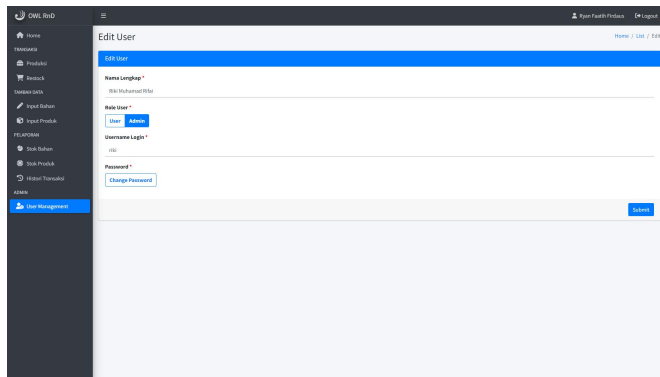 OWL RnD
Ryan Faatih Firdaus
Logout
Home
Edit User
Home / List / Edit
TRANSAKSI
Produksi
Restock
TAMBAH DATA
Input Bahan
Input Produk
PELAPORAN
Stok Bahan
Stok Produk
Histori Transaksi
ADMIN
User Management
Edit User
Nama Lengkap *
Riki Muhamad Rifai
Role User *
User Admin
Username Login *
Password *
Change Password
Submit